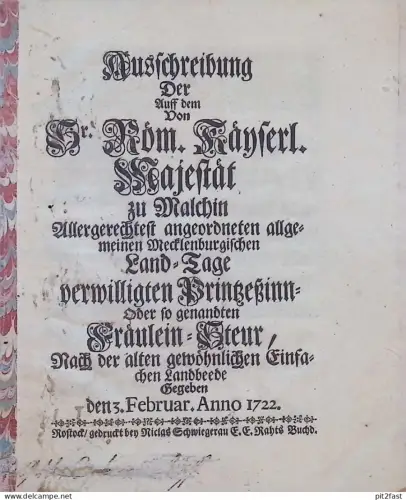 Ausschreibung
Der
Auff dem
Von
Sr. Röm. Käyserl.
Majestät
zu Malchin
Allergerechtest angeordneten allge-
meinen Mecklenburgischen
Land-Tage
verwilligten Printzeßinn-
Oder so genandten
Fräulein-Steur,
Nach der alten gewöhnlichen Einfa-
chen Landbeede
Gegeben
den 3. Februar. Anno 1722.
Rostock/ gedruckt bey Niclas Schwiegerau E. E. Rahts Buchd.
delcampe.net